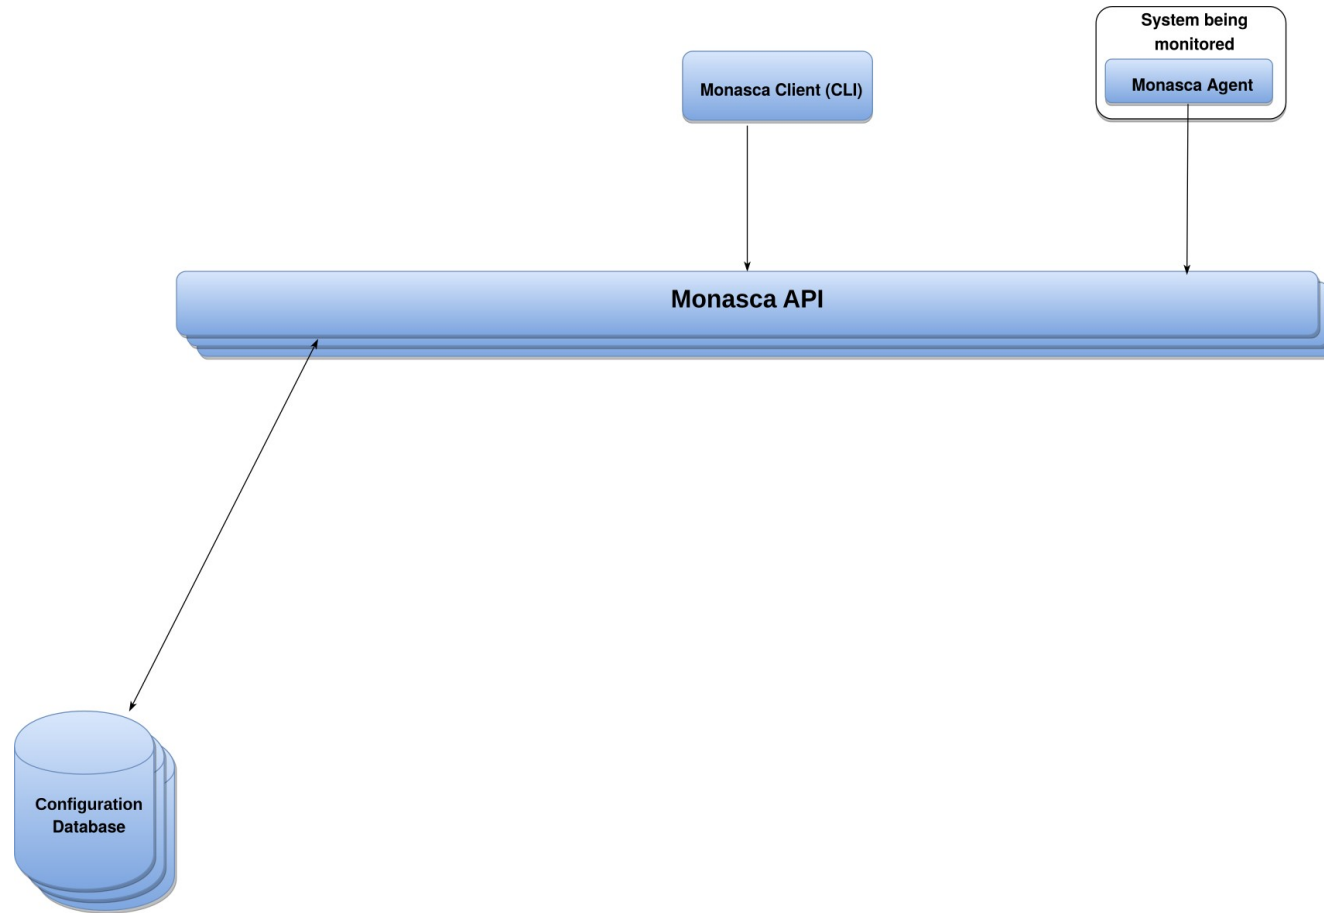 System being
monitored
Monasca Client (CLI)
Monasca Agent
Monasca API
Configuration
Database